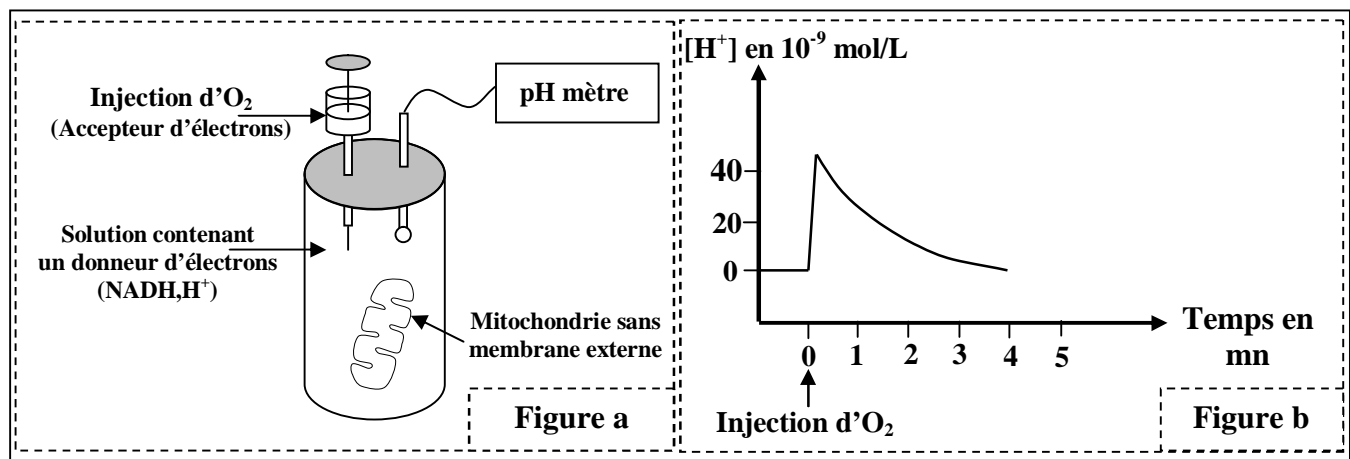 Injection d'O₂
(Accepteur d'électrons)
pH mètre
Solution contenant
un donneur d'électrons
(NADH,H⁺)
Mitochondrie sans
membrane externe
Figure a
[H⁺] en 10⁻⁹ mol/L
40
20
0
0 1 2 3 4 5
Temps en
mn
Injection d'O₂
Figure b